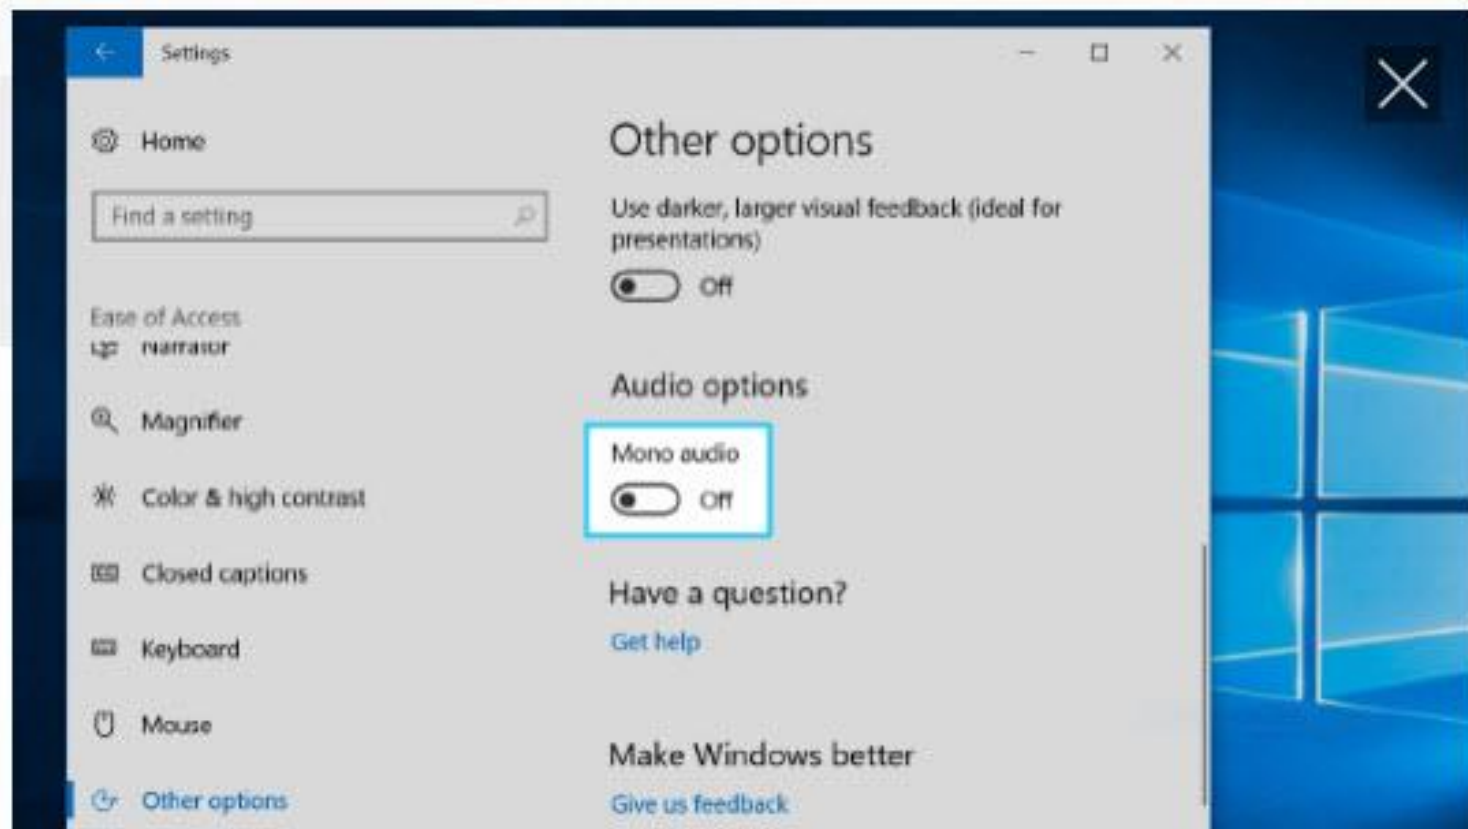 Settings
Home
Find a setting
Ease of Access
Narrator
Magnifier
Color & high contrast
Closed captions
Keyboard
Mouse
Other options
Other options
Use darker, larger visual feedback (ideal for
presentations)
Off
Audio options
Mono audio
Off
Have a question?
Get help
Make Windows better
Give us feedback